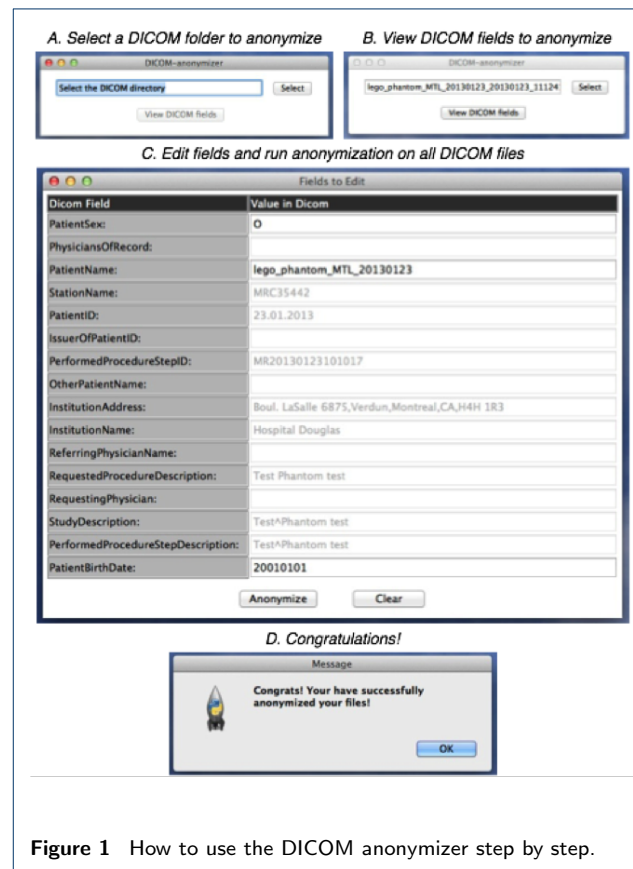 A. Select a DICOM folder to anonymize
B. View DICOM fields to anonymize
DICOM-anonymizer
Select the DICOM directory
Select
View DICOM fields
DICOM-anonymizer
lego_phantom_MTL_20130123_20130123_11124
Select
View DICOM fields
C. Edit fields and run anonymization on all DICOM files
Fields to Edit
Dicom Field Value in Dicom
PatientSex: O
PhysiciansOfRecord:
PatientName: lego_phantom_MTL_20130123
StationName: MRC35442
PatientID: 23.01.2013
IssuerOfPatientID:
PerformedProcedureStepID: MR20130123101017
OtherPatientName:
InstitutionAddress: Boul. LaSalle 6875,Verdun,Montreal,CA,H4H 1R3
InstitutionName: Hospital Douglas
ReferringPhysicianName:
RequestedProcedureDescription: Test Phantom test
RequestingPhysician:
StudyDescription: Test^Phantom test
PerformedProcedureStepDescription: Test^Phantom test
PatientBirthDate: 20010101
Anonymize Clear
D. Congratulations!
Message
Congrats! Your have successfully
anonymized your files!
OK
Figure 1 How to use the DICOM anonymizer step by step.